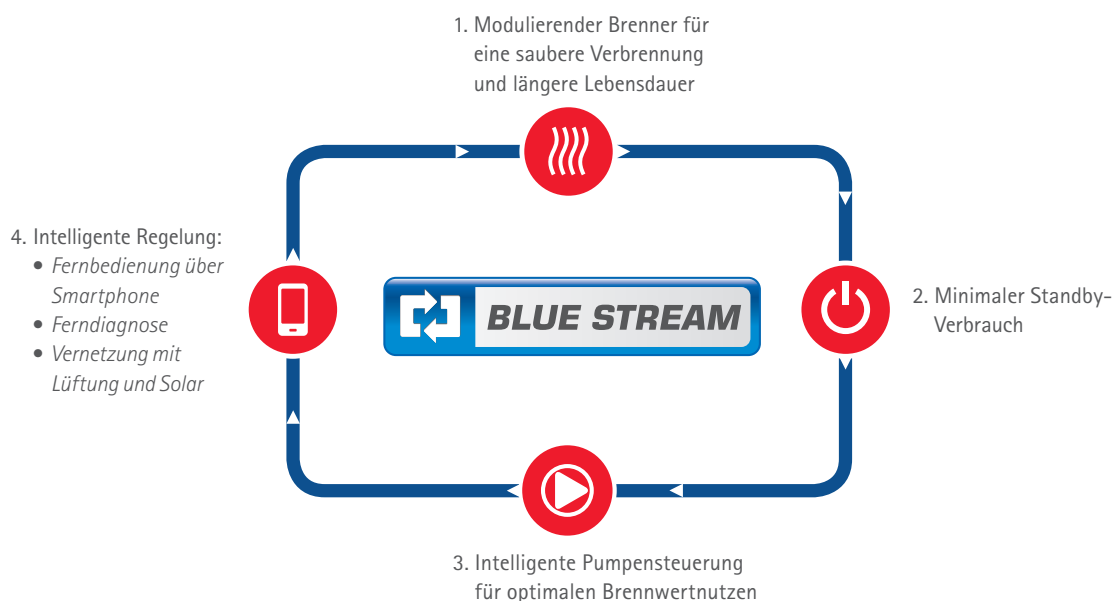 1. Modulierender Brenner für
eine saubere Verbrennung
und längere Lebensdauer
4. Intelligente Regelung:
• Fernbedienung über
Smartphone
• Ferndiagnose
• Vernetzung mit
Lüftung und Solar
BLUE STREAM
2. Minimaler Standby-
Verbrauch
3. Intelligente Pumpensteuerung
für optimalen Brennwertnutzen